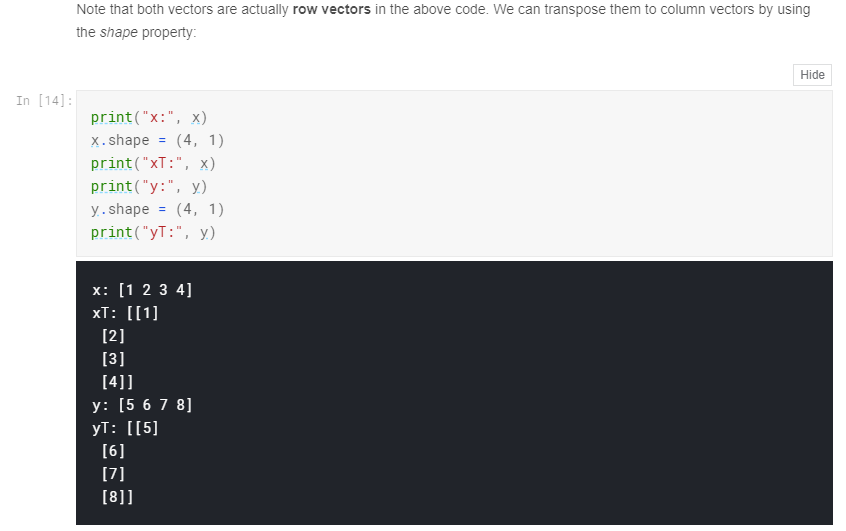 Note that both vectors are actually row vectors in the above code. We can transpose them to column vectors by using
the shape property:
Hide
In [14]:
print("x:", x)
x.shape = (4, 1)
print("xT:", x)
print("y:", y)
y.shape = (4, 1)
print("yT:", y)
x: [1 2 3 4]
xT: [[1]
[2]
[3]
[4]]
y: [5 6 7 8]
yT: [[5]
[6]
[7]
[8]]